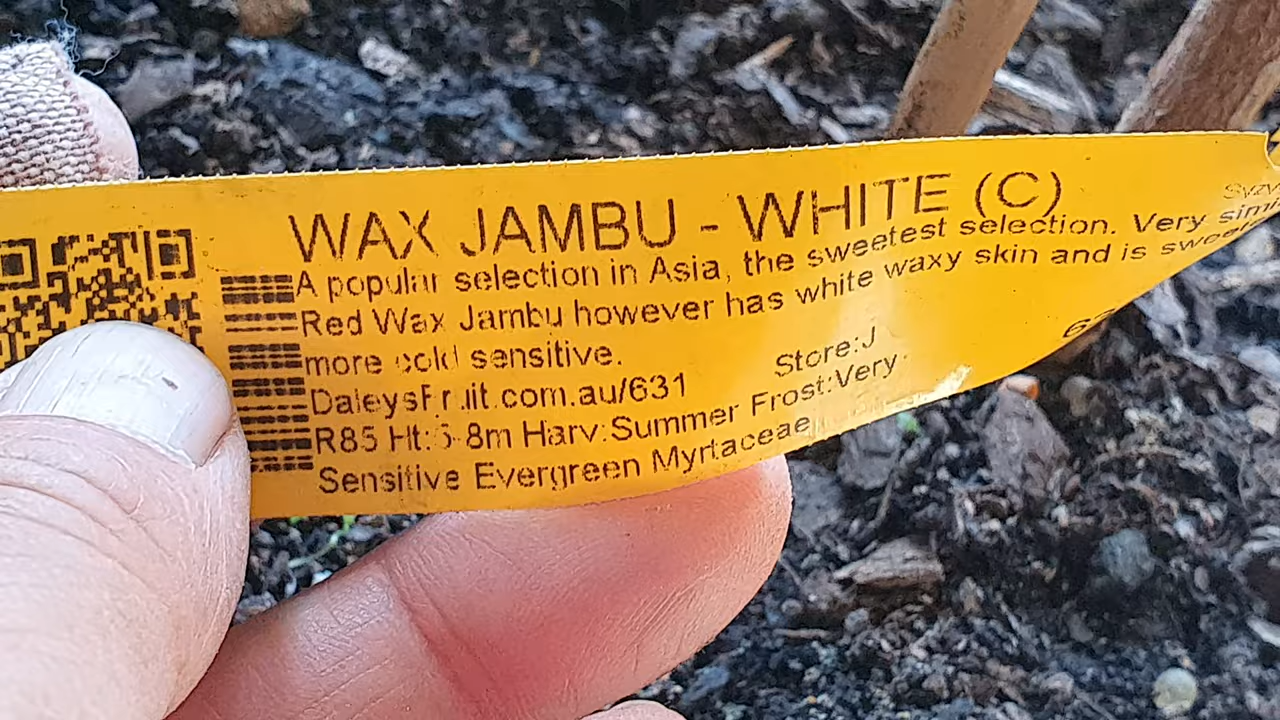 WAX JAMBU - WHITE (C)
A popular selection in Asia, the sweetest selection. Very
Red Wax Jambu however has white waxy skin and is
more cold sensitive.
Store:J
DaleysFruit.com.au/631
R85 Ht:5-8m Harv:Summer Frost:Very
Sensitive Evergreen Myrtaceae